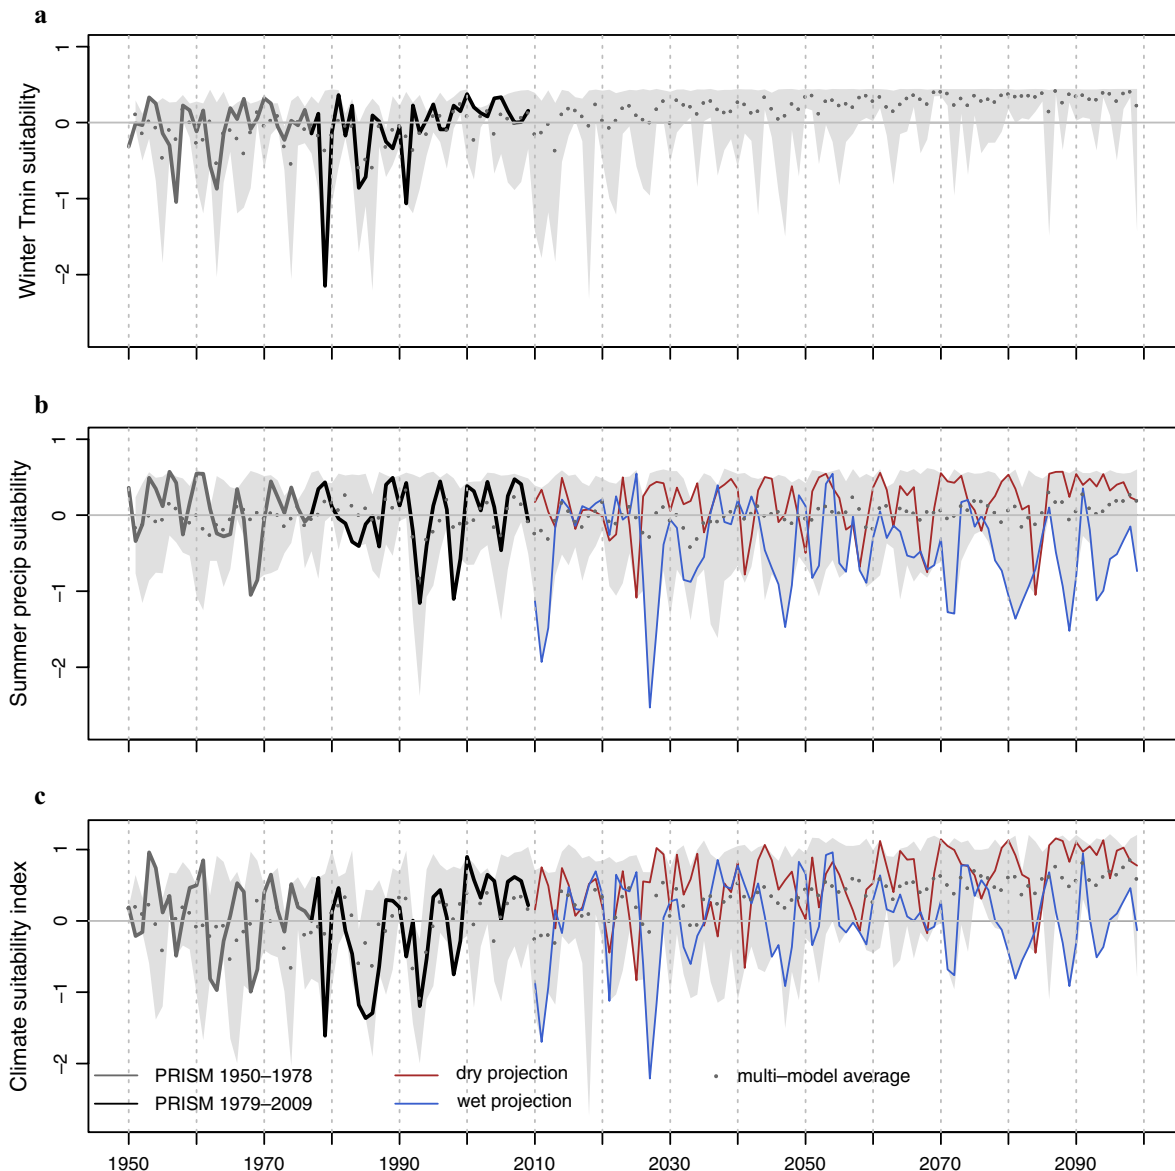 a
Winter Tmin suitability
1
0
−1
−2
b
Summer precip suitability
1
0
−1
−2
c
Climate suitability index
1
0
−1
−2
PRISM 1950–1978
PRISM 1979–2009
dry projection
wet projection
multi–model average
1950 1970 1990 2010 2030 2050 2070 2090